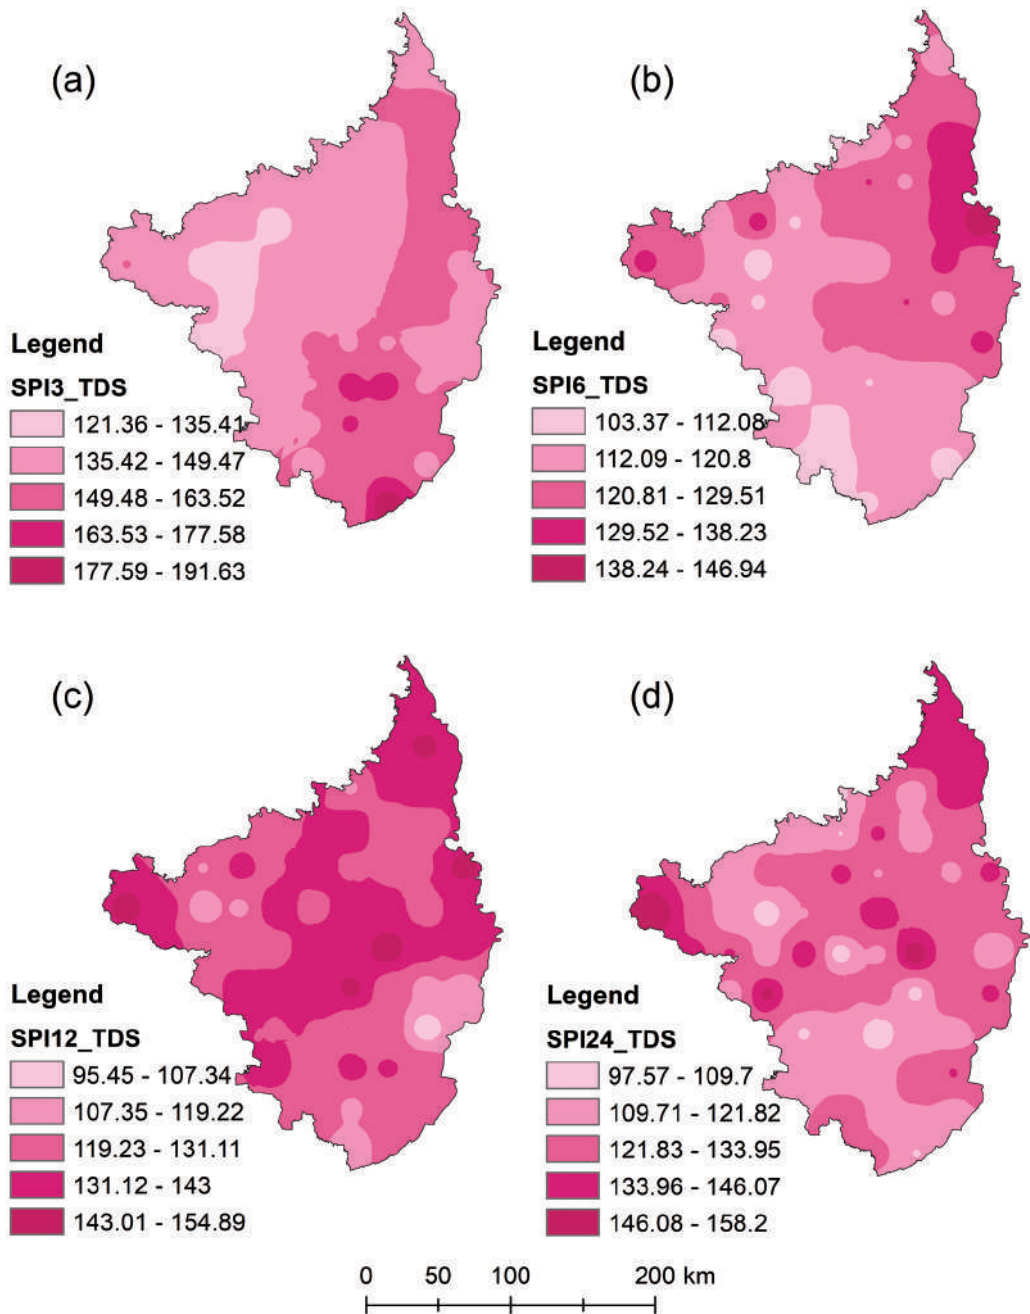 (a)
Legend
SPI3_TDS
121.36 - 135.41
135.42 - 149.47
149.48 - 163.52
163.53 - 177.58
177.59 - 191.63
(b)
Legend
SPI6_TDS
103.37 - 112.08
112.09 - 120.8
120.81 - 129.51
129.52 - 138.23
138.24 - 146.94
(c)
Legend
SPI12_TDS
95.45 - 107.34
107.35 - 119.22
119.23 - 131.11
131.12 - 143
143.01 - 154.89
(d)
Legend
SPI24_TDS
97.57 - 109.7
109.71 - 121.82
121.83 - 133.95
133.96 - 146.07
146.08 - 158.2
0 50 100 200 km